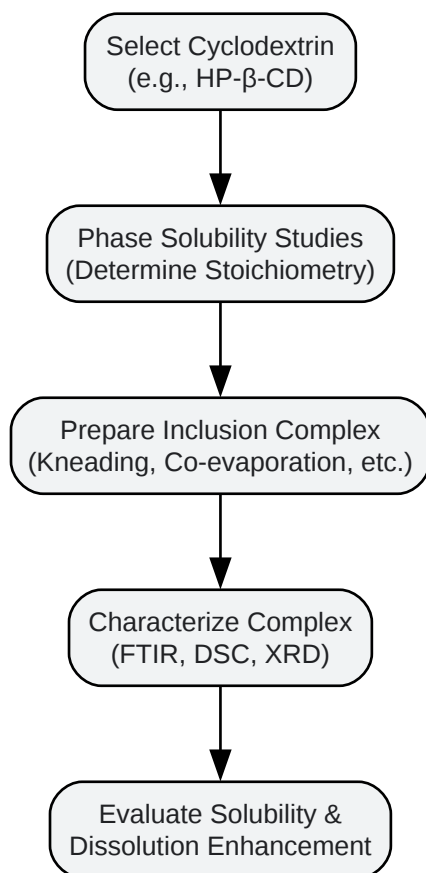 Select Cyclodextrin
(e.g., HP-β-CD)
Phase Solubility Studies
(Determine Stoichiometry)
Prepare Inclusion Complex
(Kneading, Co-evaporation, etc.)
Characterize Complex
(FTIR, DSC, XRD)
Evaluate Solubility &
Dissolution Enhancement